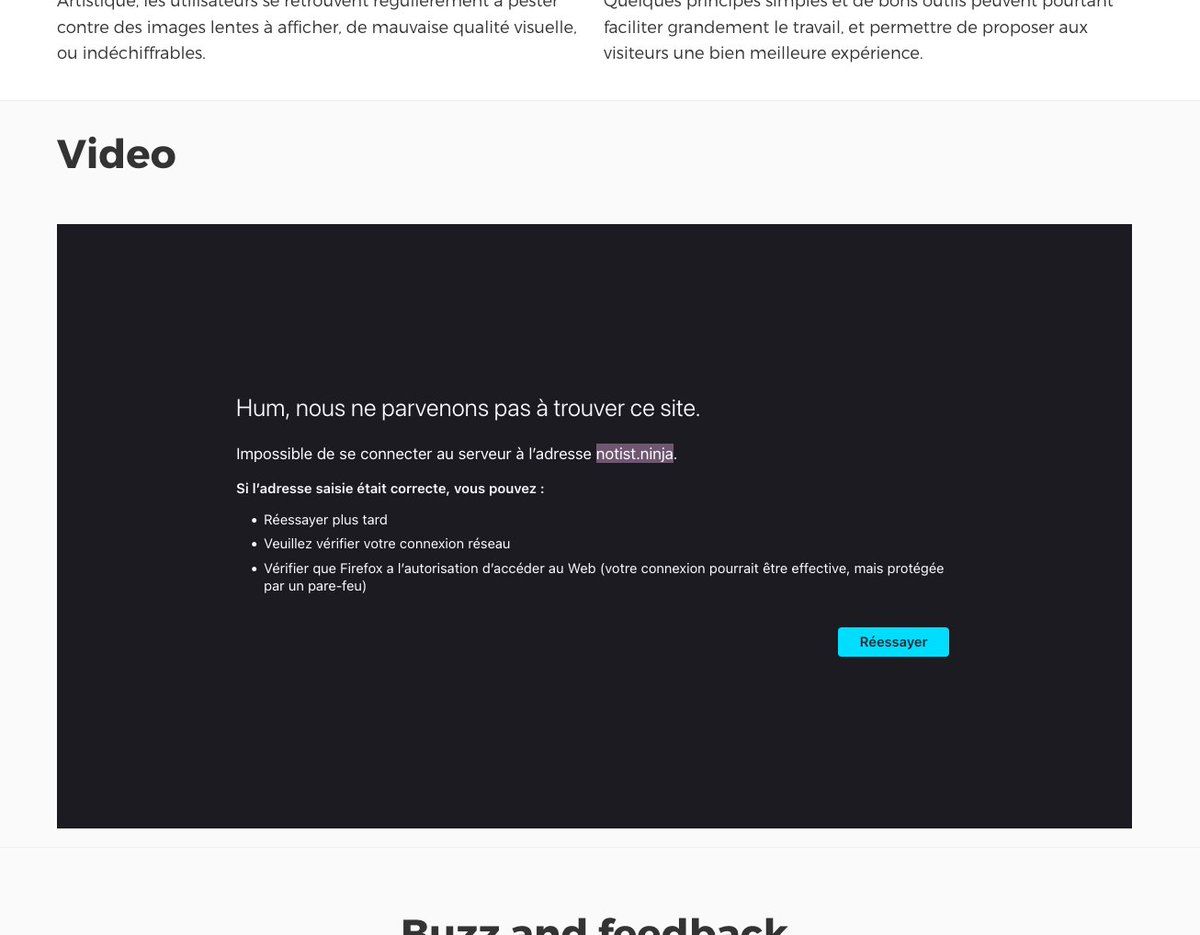 Artistique, les utilisateurs se retrouvent régulièrement à pester
contre des images lentes à afficher, de mauvaise qualité visuelle,
ou indéchiffrables.
Quelques principes simples et de bons outils peuvent pourtant
faciliter grandement le travail, et permettre de proposer aux
visiteurs une bien meilleure expérience.
Video
Hum, nous ne parvenons pas à trouver ce site.
Impossible de se connecter au serveur à l’adresse notist.ninja.
Si l’adresse saisie était correcte, vous pouvez :
• Réessayer plus tard
• Veuillez vérifier votre connexion réseau
• Vérifier que Firefox a l’autorisation d’accéder au Web (votre connexion pourrait être effective, mais protégée
par un pare-feu)
Réessayer
Buzz and feedback